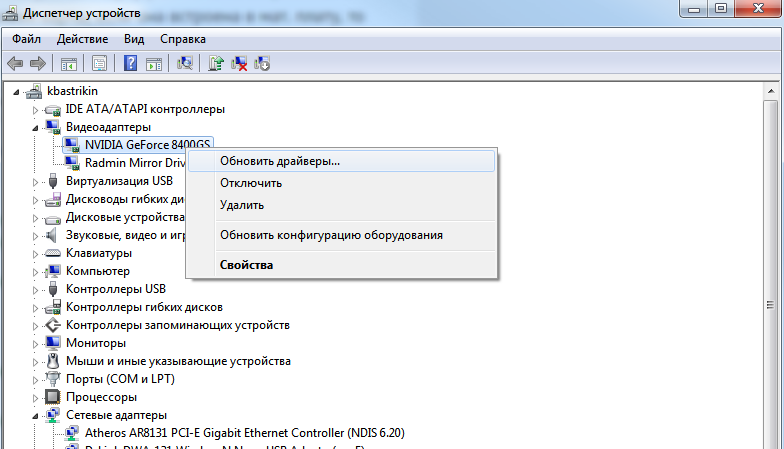 на встроена в мат. плату, то
Диспетчер устройств
Файл Действие Вид Справка
kbastrikin
IDE ATA/ATAPI контроллеры
Видеоадаптеры
NVIDIA GeForce 8400GS
Radmin Mirror Driv
Виртуализация USB
Дисководы гибких ди
Дисковые устройства
Звуковые, видео и игр
Клавиатуры
Компьютер
Контроллеры USB
Контроллеры гибких дисков
Контроллеры запоминающих устройств
Мониторы
Мыши и иные указывающие устройства
Порты (COM и LPT)
Процессоры
Сетевые адаптеры
Atheros AR8131 PCI-E Gigabit Ethernet Controller (NDIS 6.20)
Обновить драйверы...
Отключить
Удалить
Обновить конфигурацию оборудования
Свойства